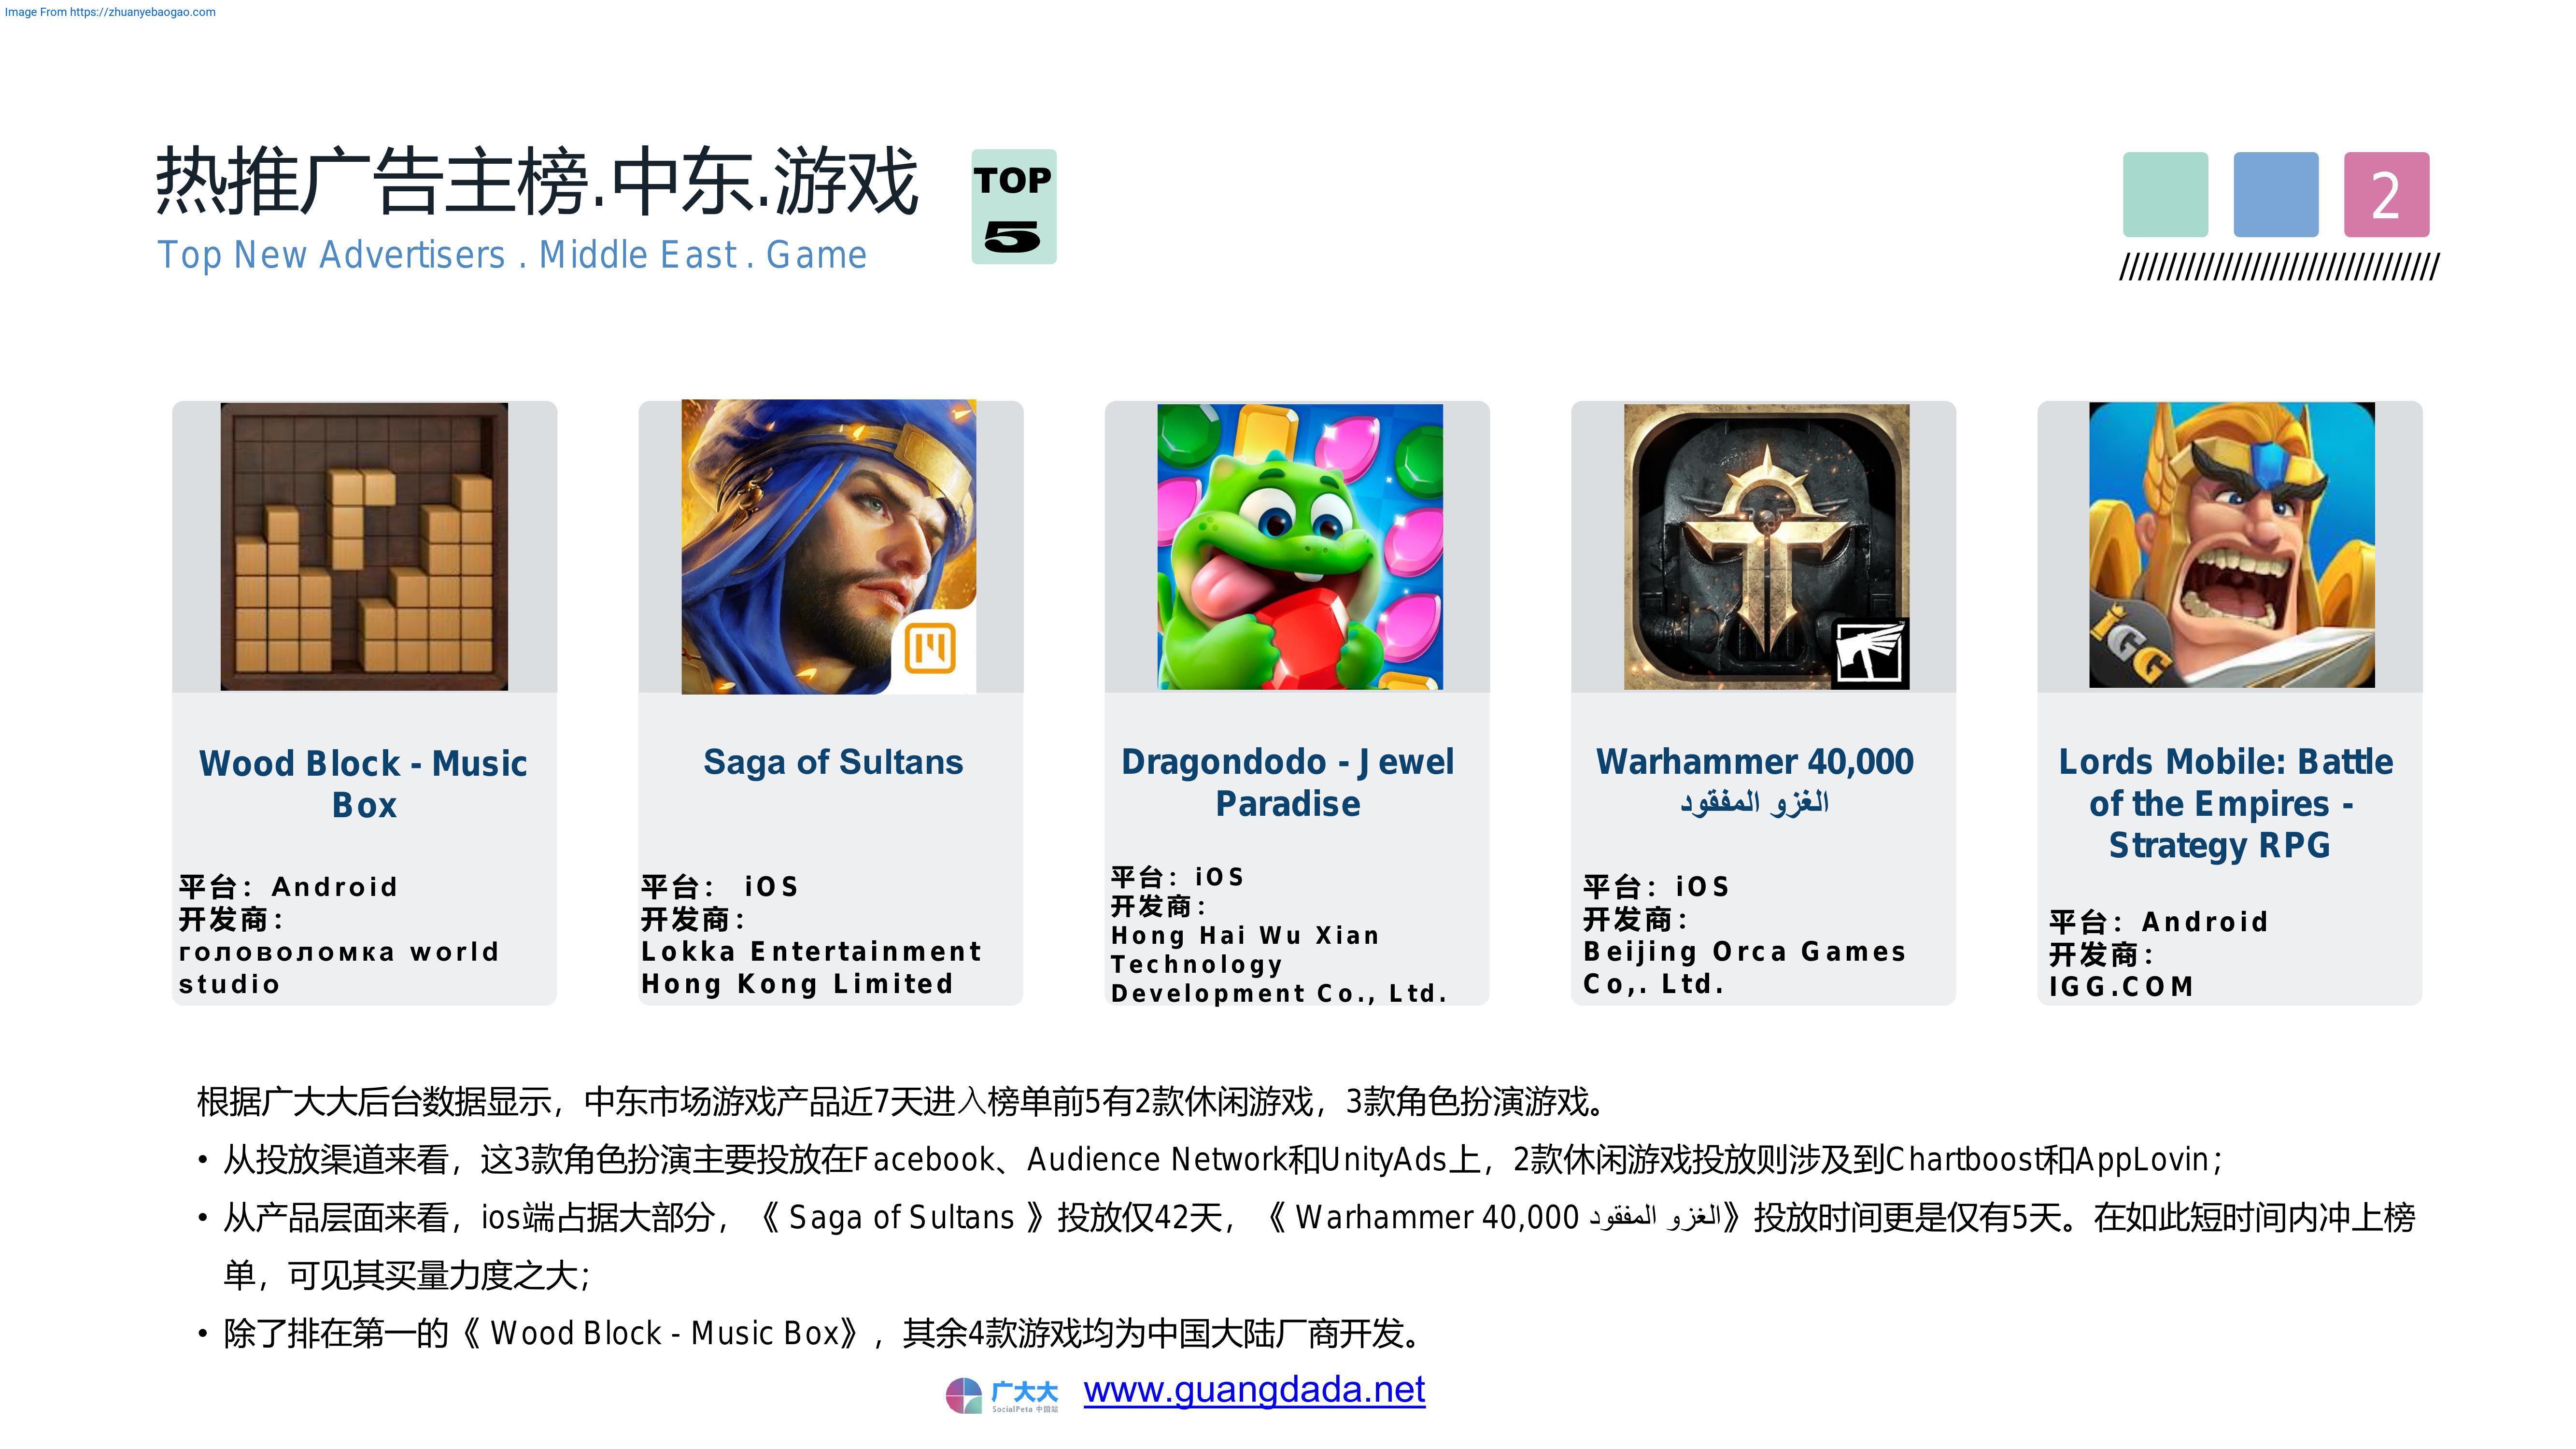 Image From https://zhuanyebaogao.com
热推广告主榜.中东.游戏
Top New Advertisers . Middle East . Game
TOP
5
2
////////////////////////////////////
IGG
Wood Block - Music
Box
平台：Android
开发商：
головоломка world
studio
Saga of Sultans
平台： iOS
开发商：
Lokka Entertainment
Hong Kong Limited
Dragondodo - Jewel
Paradise
平台：iOS
开发商：
Hong Hai Wu Xian
Technology
Development Co., Ltd.
Warhammer 40,000
الغزو المفقود
平台：iOS
开发商：
Beijing Orca Games
Co,. Ltd.
Lords Mobile: Battle
of the Empires -
Strategy RPG
平台：Android
开发商：
IGG.COM
根据广大大后台数据显示，中东市场游戏产品近7天进入榜单前5有2款休闲游戏，3款角色扮演游戏。
• 从投放渠道来看，这3款角色扮演主要投放在Facebook、Audience Network和UnityAds上，2款休闲游戏投放则涉及到Chartboost和AppLovin；
• 从产品层面来看，ios端占据大部分，《 Saga of Sultans 》投放仅42天，《 Warhammer 40,000 الغزو المفقود》投放时间更是仅有5天。在如此短时间内冲上榜
单，可见其买量力度之大；
• 除了排在第一的《 Wood Block - Music Box》，其余4款游戏均为中国大陆厂商开发。
广大大
SocialPeta 中国站
www.guangdada.net